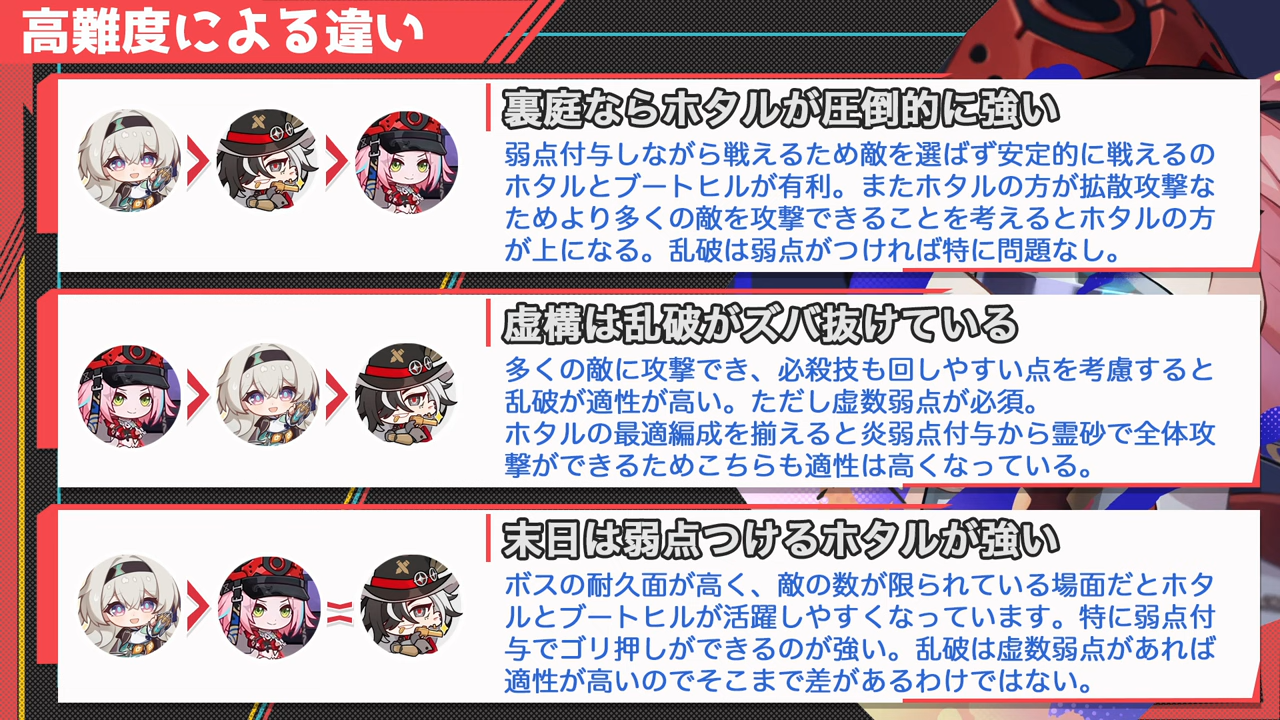 高難度による違い
裏庭ならホタルが圧倒的に強い
弱点付与しながら戦えるため敵を選ばず安定的に戦えるの
ホタルとブートヒルが有利。またホタルの方が拡散攻撃な
ためより多くの敵を攻撃できることを考えるとホタルの方
が上になる。乱破は弱点がつければ特に問題なし。
虚構は乱破がズバ抜けている
多くの敵に攻撃でき、必殺技も回しやすい点を考慮すると
乱破が適性が高い。ただし虚数弱点が必須。
ホタルの最適編成を揃えると炎弱点付与から霊砂で全体攻
撃ができるためこちらも適性は高くなっている。
末日は弱点つけるホタルが強い
ボスの耐久面が高く、敵の数が限られている場面だとホタ
ルとブートヒルが活躍しやすくなっています。特に弱点付
与でゴリ押しができるのが強い。乱破は虚数弱点があれば
適性が高いのでそこまで差があるわけではない。